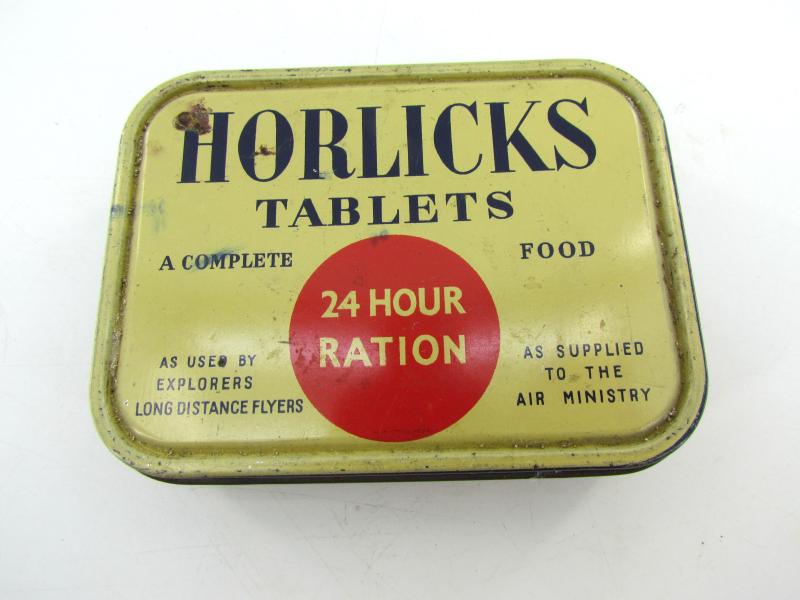 HORLICKS
TABLETS
A COMPLETE FOOD
24 HOUR
RATION
AS USED BY
EXPLORERS
LONG DISTANCE FLYERS
AS SUPPLIED
TO THE
AIR MINISTRY